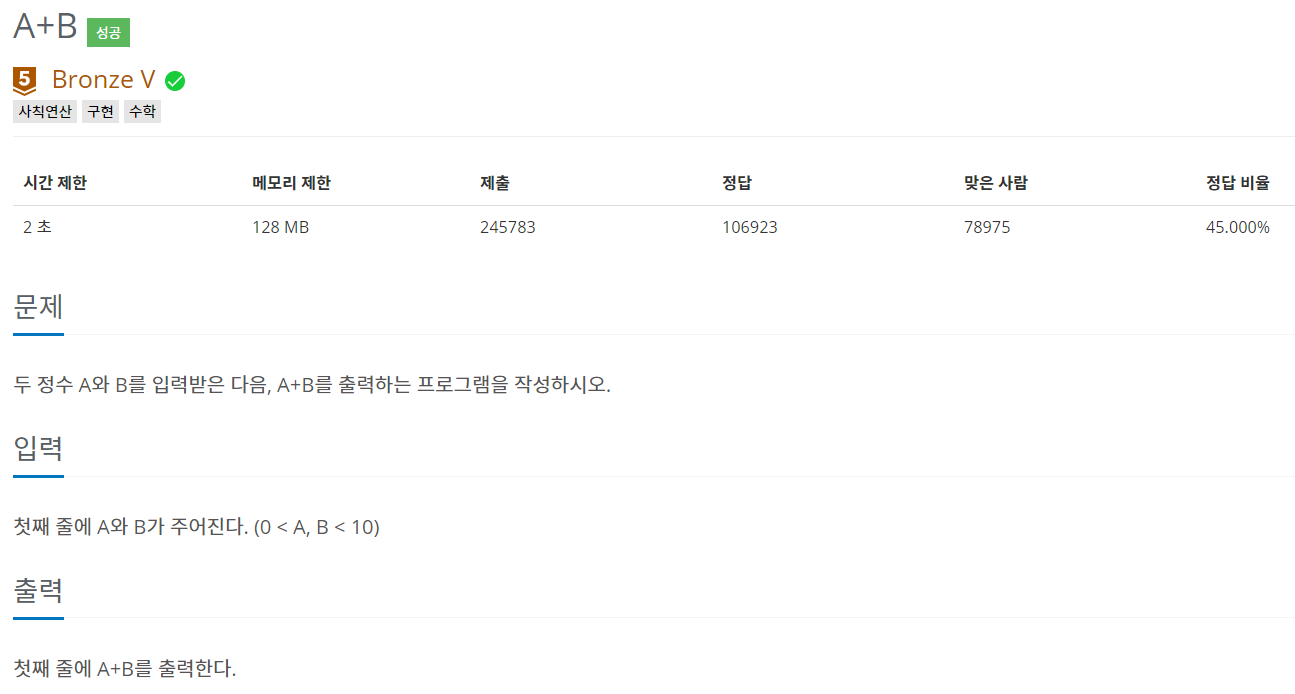 A+B 성공
5 Bronze V
사칙연산 구현 수학
시간 제한 메모리 제한 제출 정답 맞은 사람 정답 비율
2 초 128 MB 245783 106923 78975 45.000%
문제
두 정수 A와 B를 입력받은 다음, A+B를 출력하는 프로그램을 작성하시오.
입력
첫째 줄에 A와 B가 주어진다. (0 < A, B < 10)
출력
첫째 줄에 A+B를 출력한다.